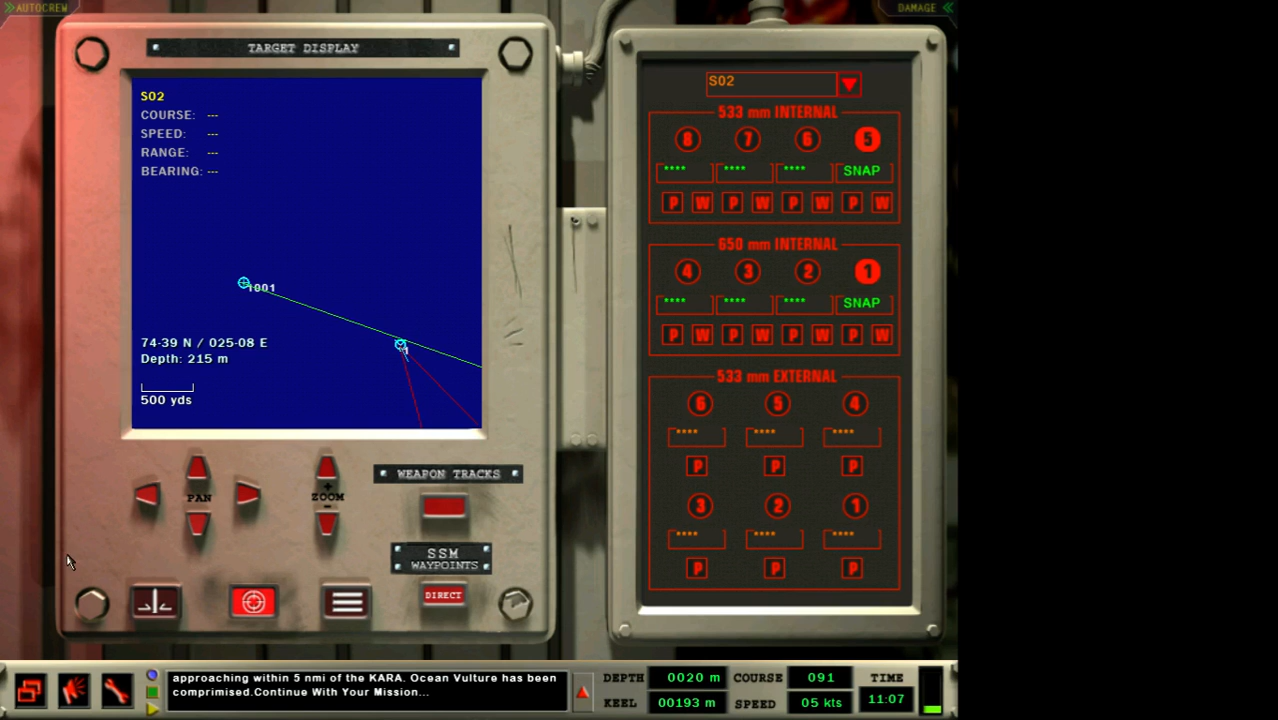 AUTOCREW
DAMAGE
TARGET DISPLAY
S02
COURSE: ---
SPEED: ---
RANGE: ---
BEARING: ---
1001
74-39 N / 025-08 E
Depth: 215 m
500 yds
PAN
+
ZOOM
-
WEAPON TRACKS
SSM
WAYPOINTS
DIRECT
S02
533 mm INTERNAL
8 7 6 5
**** **** **** SNAP
P W P W P W P W
650 mm INTERNAL
4 3 2 1
**** **** **** SNAP
P W P W P W P W
533 mm EXTERNAL
6 5 4
**** **** ****
P P P
3 2 1
**** **** ****
P P P
approaching within 5 nmi of the KARA. Ocean Vulture has been
comprimised.Continue With Your Mission...
DEPTH 0020 m COURSE 091 TIME
KEEL 00193 m SPEED 05 kts 11:07